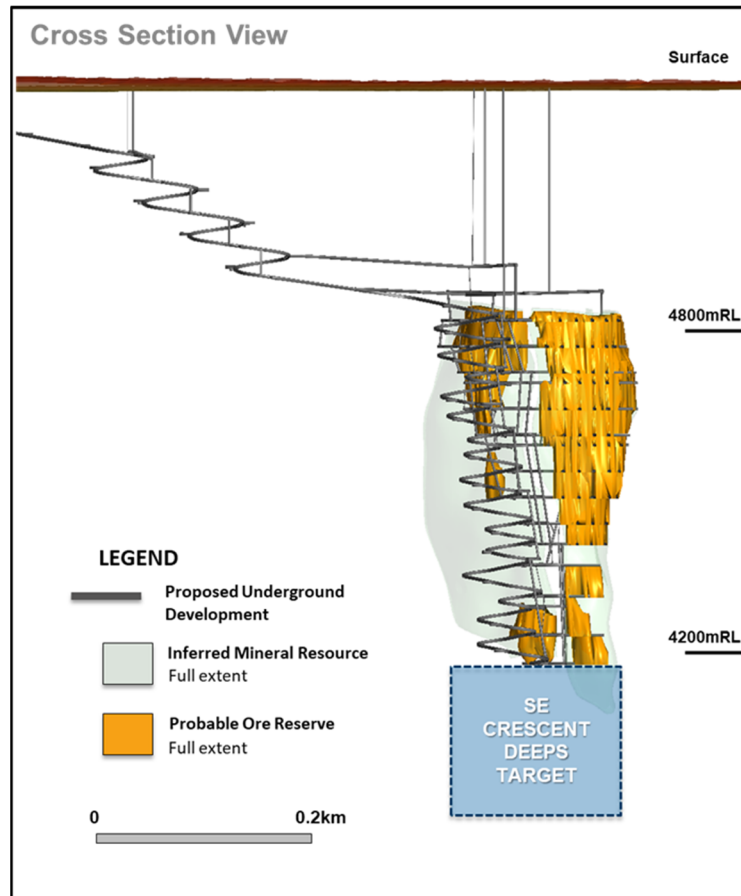 Cross Section View
Surface
4800mRL
LEGEND
Proposed Underground
Development
Inferred Mineral Resource
Full extent
4200mRL
Probable Ore Reserve
Full extent
SE
CRESCENT
DEEPS
TARGET
0
0.2km